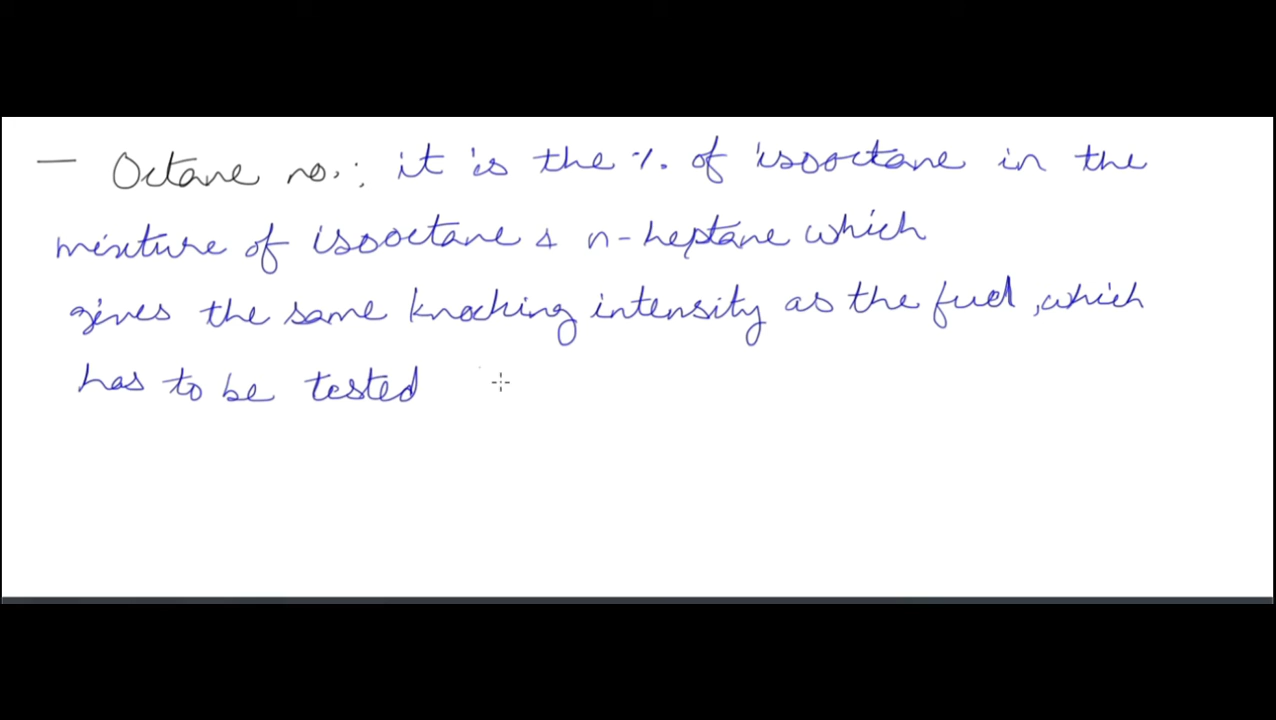 — Octane no.: it is the %. of isooctane in the
mixture of isooctane & n-heptane which
gives the same knocking intensity as the fuel, which
has to be tested